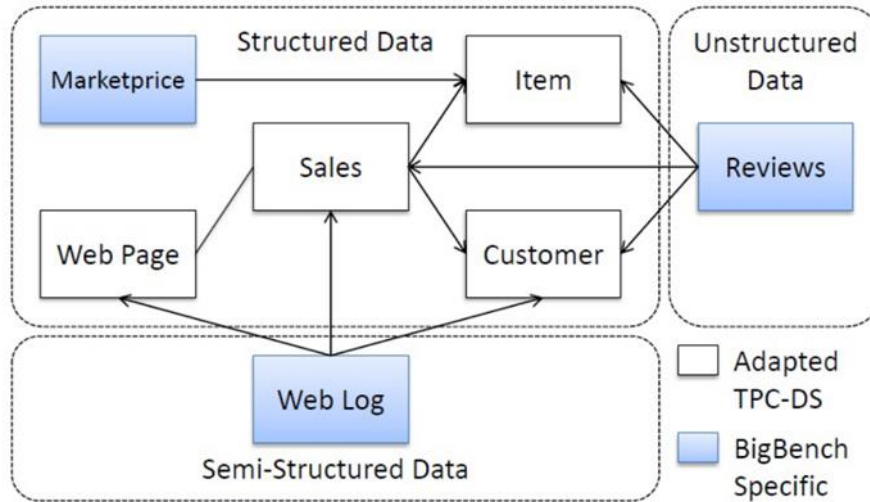 Structured Data
Marketprice
Item
Unstructured
Data
Sales
Reviews
Web Page
Customer
Web Log
Semi-Structured Data
Adapted
TPC-DS
BigBench
Specific